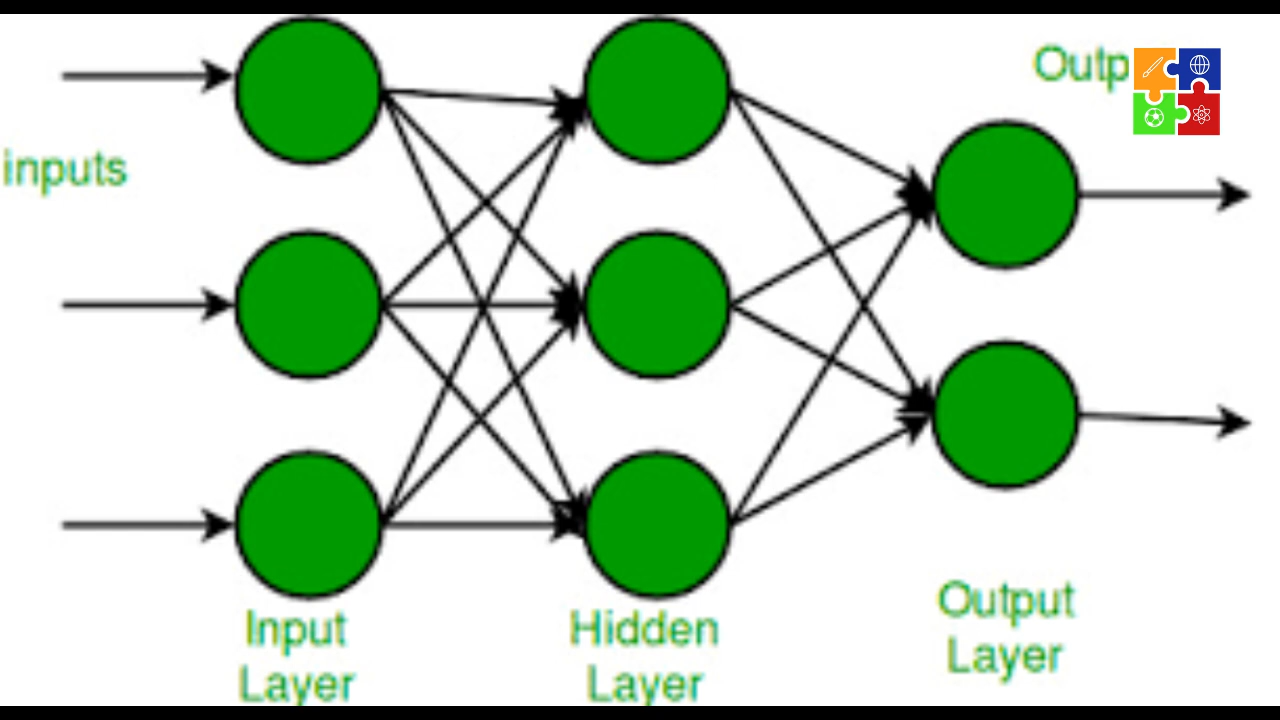 Outp
inputs
Input
Layer
Hidden
Layer
Output
Layer